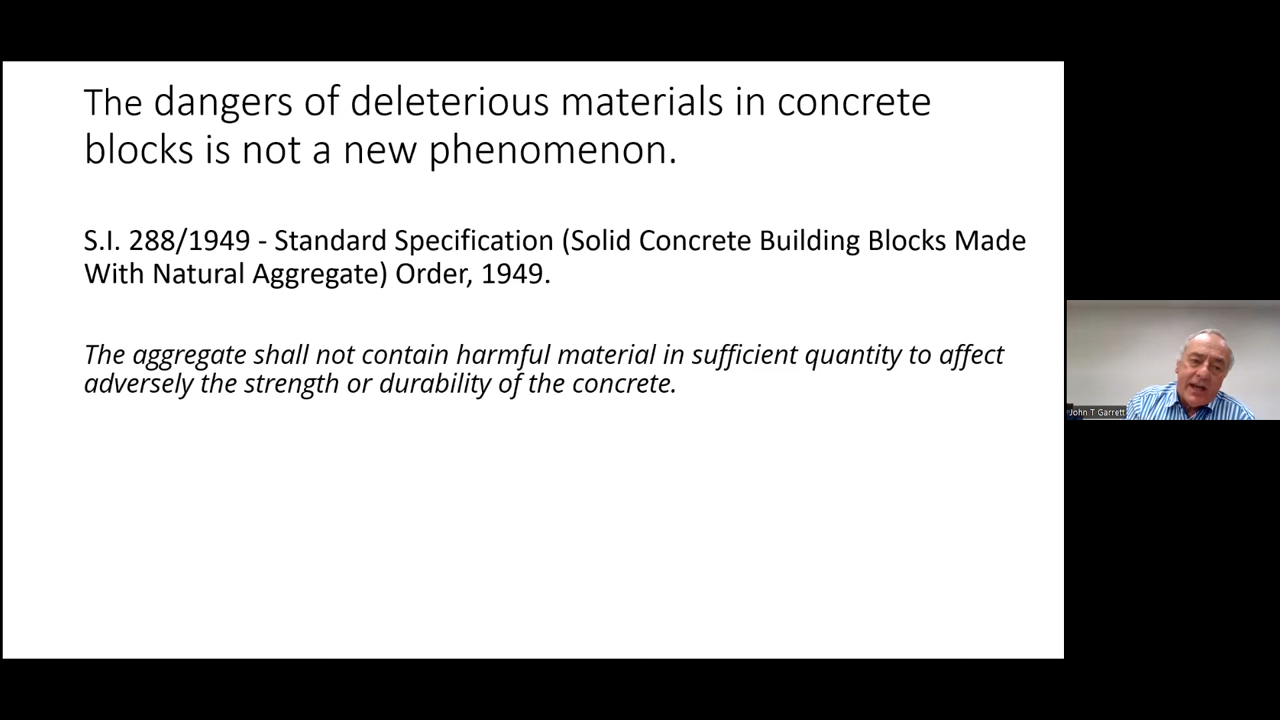 The dangers of deleterious materials in concrete
blocks is not a new phenomenon.
S.I. 288/1949 - Standard Specification (Solid Concrete Building Blocks Made
With Natural Aggregate) Order, 1949.
The aggregate shall not contain harmful material in sufficient quantity to affect
adversely the strength or durability of the concrete.
John T Garrett